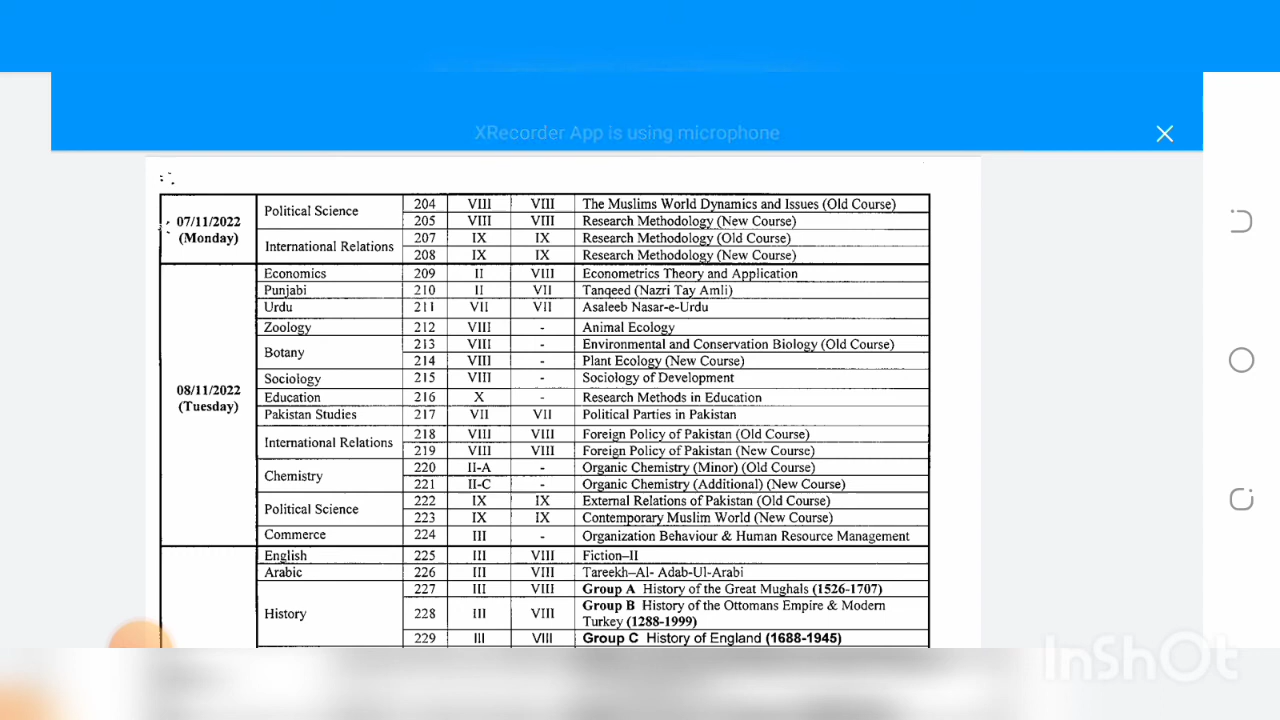 XRecorder App is using microphone
07/11/2022 (Monday) Political Science 204 VIII VIII The Muslims World Dynamics and Issues (Old Course)
205 VIII VIII Research Methodology (New Course)
International Relations 207 IX IX Research Methodology (Old Course)
208 IX IX Research Methodology (New Course)
08/11/2022 (Tuesday) Economics 209 II VIII Econometrics Theory and Application
Punjabi 210 II VII Tanqeed (Nazri Tay Amli)
Urdu 211 VII VII Asaleeb Nasar-e-Urdu
Zoology 212 VIII - Animal Ecology
Botany 213 VIII - Environmental and Conservation Biology (Old Course)
214 VIII - Plant Ecology (New Course)
Sociology 215 VIII - Sociology of Development
Education 216 X - Research Methods in Education
Pakistan Studies 217 VII VII Political Parties in Pakistan
International Relations 218 VIII VIII Foreign Policy of Pakistan (Old Course)
219 VIII VIII Foreign Policy of Pakistan (New Course)
Chemistry 220 II-A - Organic Chemistry (Minor) (Old Course)
221 II-C - Organic Chemistry (Additional) (New Course)
Political Science 222 IX IX External Relations of Pakistan (Old Course)
223 IX IX Contemporary Muslim World (New Course)
Commerce 224 III - Organization Behaviour & Human Resource Management
English 225 III VIII Fiction–II
Arabic 226 III VIII Tareekh–Al- Adab-Ul-Arabi
History 227 III VIII Group A History of the Great Mughals (1526-1707)
228 III VIII Group B History of the Ottomans Empire & Modern
Turkey (1288-1999)
229 III VIII Group C History of England (1688-1945)
InShOt